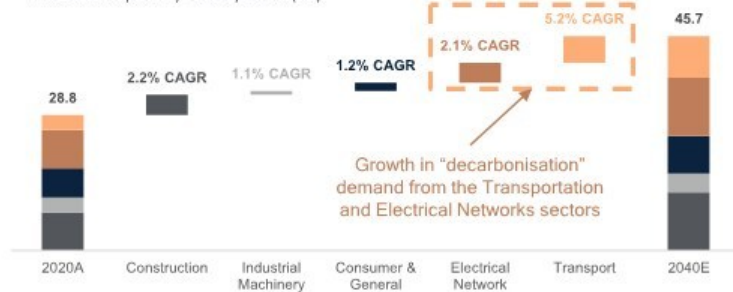 5.2% CAGR
45.7
2.1% CAGR
2.2% CAGR
1.1% CAGR
1.2% CAGR
28.8
Growth in "decarbonisation"
demand from the Transportation
and Electrical Networks sectors
2020A
Construction
Industrial
Machinery
Consumer &
General
Electrical
Network
Transport
2040E